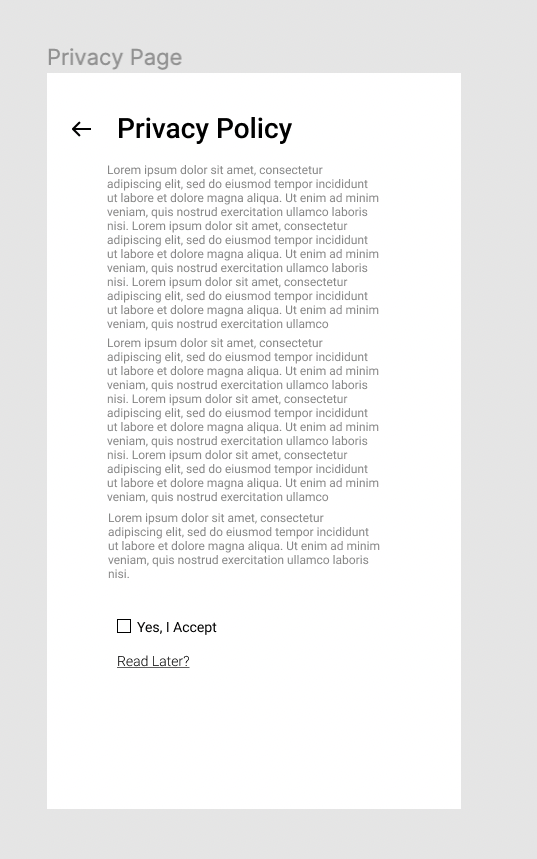 Privacy Page
Privacy Policy
Lorem ipsum dolor sit amet, consectetur
adipiscing elit, sed do eiusmod tempor incididunt
ut labore et dolore magna aliqua. Ut enim ad minim
veniam, quis nostrud exercitation ullamco laboris
nisi. Lorem ipsum dolor sit amet, consectetur
adipiscing elit, sed do eiusmod tempor incididunt
ut labore et dolore magna aliqua. Ut enim ad minim
veniam, quis nostrud exercitation ullamco laboris
nisi. Lorem ipsum dolor sit amet, consectetur
adipiscing elit, sed do eiusmod tempor incididunt
ut labore et dolore magna aliqua. Ut enim ad minim
veniam, quis nostrud exercitation ullamco
Lorem ipsum dolor sit amet, consectetur
adipiscing elit, sed do eiusmod tempor incididunt
ut labore et dolore magna aliqua. Ut enim ad minim
veniam, quis nostrud exercitation ullamco laboris
nisi. Lorem ipsum dolor sit amet, consectetur
adipiscing elit, sed do eiusmod tempor incididunt
ut labore et dolore magna aliqua. Ut enim ad minim
veniam, quis nostrud exercitation ullamco laboris
nisi. Lorem ipsum dolor sit amet, consectetur
adipiscing elit, sed do eiusmod tempor incididunt
ut labore et dolore magna aliqua. Ut enim ad minim
veniam, quis nostrud exercitation ullamco
Lorem ipsum dolor sit amet, consectetur
adipiscing elit, sed do eiusmod tempor incididunt
ut labore et dolore magna aliqua. Ut enim ad minim
veniam, quis nostrud exercitation ullamco laboris
nisi.
Yes, I Accept
Read Later?